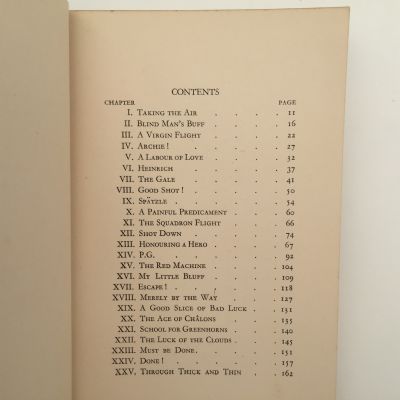 CONTENTS
CHAPTER PAGE
I. TAKING THE AIR . . . . 11
II. BLIND MAN'S BUFF . . . . 16
III. A VIRGIN FLIGHT . . . . 22
IV. ARCHIE! . . . . . 27
V. A LABOUR OF LOVE . . . . 32
VI. HEINRICH . . . . . 37
VII. THE GALE . . . . . 41
VIII. GOOD SHOT! . . . . . 50
IX. SPÄTZLE . . . . . 54
X. A PAINFUL PREDICAMENT . . . 60
XI. THE SQUADRON FLIGHT . . . 66
XII. SHOT DOWN . . . . . 74
XIII. HONOURING A HERO . . . . 67
XIV. P.G. . . . . . 92
XV. THE RED MACHINE . . . . 104
XVI. MY LITTLE BLUFF . . . . 109
XVII. ESCAPE! . . . . . 118
XVIII. MERELY BY THE WAY . . . 127
XIX. A GOOD SLICE OF BAD LUCK . . 131
XX. THE ACE OF CHÂLONS . . . 135
XXI. SCHOOL FOR GREENHORNS . . . 140
XXII. THE LUCK OF THE CLOUDS . . . 145
XXIII. MUST BE DONE . . . . 151
XXIV. DONE! . . . . . 157
XXV. THROUGH THICK AND THIN . . . 162